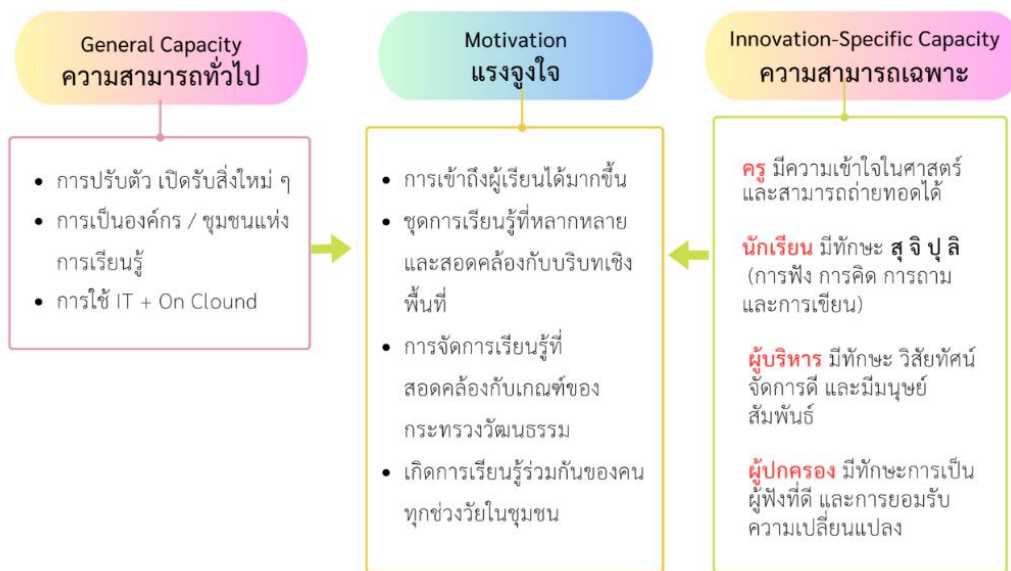 General Capacity
ความสามารถทั่วไป
• การปรับตัว เปิดรับสิ่งใหม่ ๆ
• การเป็นองค์กร / ชุมชนแห่ง
การเรียนรู้
• การใช้ IT + On Clound
Motivation
แรงจูงใจ
• การเข้าถึงผู้เรียนได้มากขึ้น
• ชุดการเรียนรู้ที่หลากหลาย
และสอดคล้องกับบริบทเชิง
พื้นที่
• การจัดการเรียนรู้ที่
สอดคล้องกับเกณฑ์ของ
กระทรวงวัฒนธรรม
• เกิดการเรียนรู้ร่วมกันของคน
ทุกช่วงวัยในชุมชน
Innovation-Specific Capacity
ความสามารถเฉพาะ
ครู มีความเข้าใจในศาสตร์
และสามารถถ่ายทอดได้
นักเรียน มีทักษะ สุ จิ ปุ ลิ
(การฟัง การคิด การถาม
และการเขียน)
ผู้บริหาร มีทักษะ วิสัยทัศน์
จัดการดี และมีมนุษย์
สัมพันธ์
ผู้ปกครอง มีทักษะการเป็น
ผู้ฟังที่ดี และการยอมรับ
ความเปลี่ยนแปลง